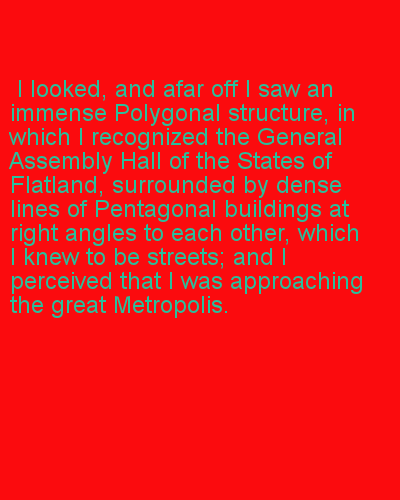 I looked, and afar off I saw an
immense Polygonal structure, in
which I recognized the General
Assembly Hall of the States of
Flatland, surrounded by dense
lines of Pentagonal buildings at
right angles to each other, which
I knew to be streets; and I
perceived that I was approaching
the great Metropolis.